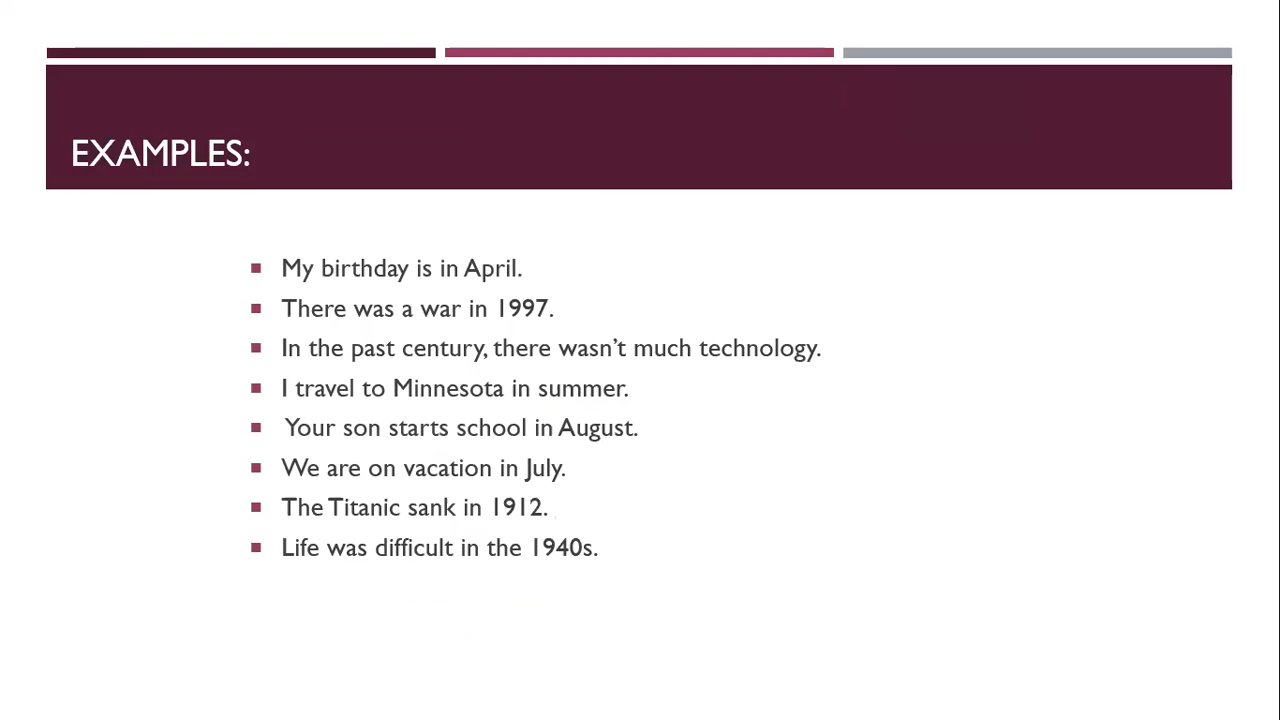 EXAMPLES:
My birthday is in April.
There was a war in 1997.
In the past century, there wasn't much technology.
I travel to Minnesota in summer.
Your son starts school in August.
We are on vacation in July.
The Titanic sank in 1912.
Life was difficult in the 1940s.